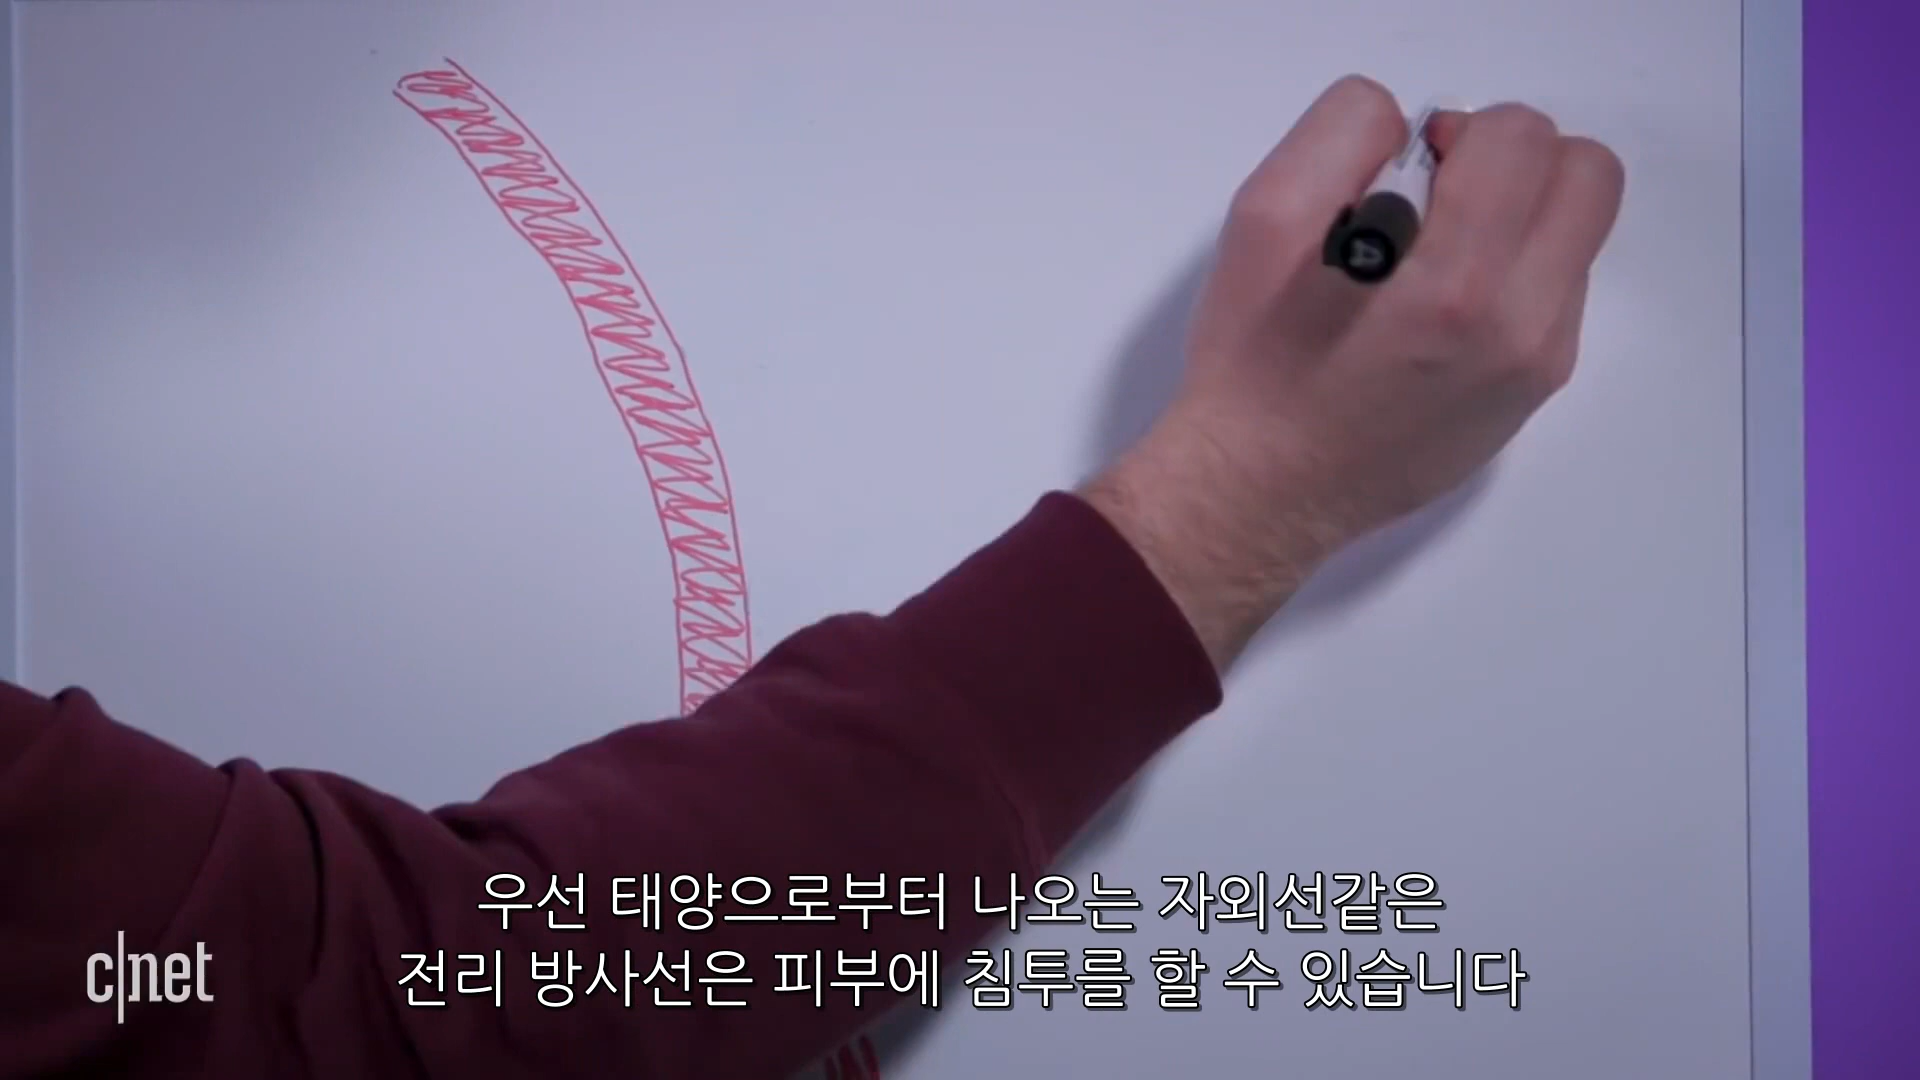 우선 태양으로부터 나오는 자외선같은
전리 방사선은 피부에 침투를 할 수 있습니다
c|net